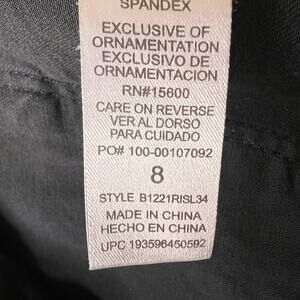 SPANDEX
EXCLUSIVE OF
ORNAMENTATION
EXCLUSIVO DE
ORNAMENTACION
RN#15600
CARE ON REVERSE
VER AL DORSO
PARA CUIDADO
PO# 100-00107092
8
STYLE B1221RISL34
MADE IN CHINA
HECHO EN CHINA
UPC 193596450592